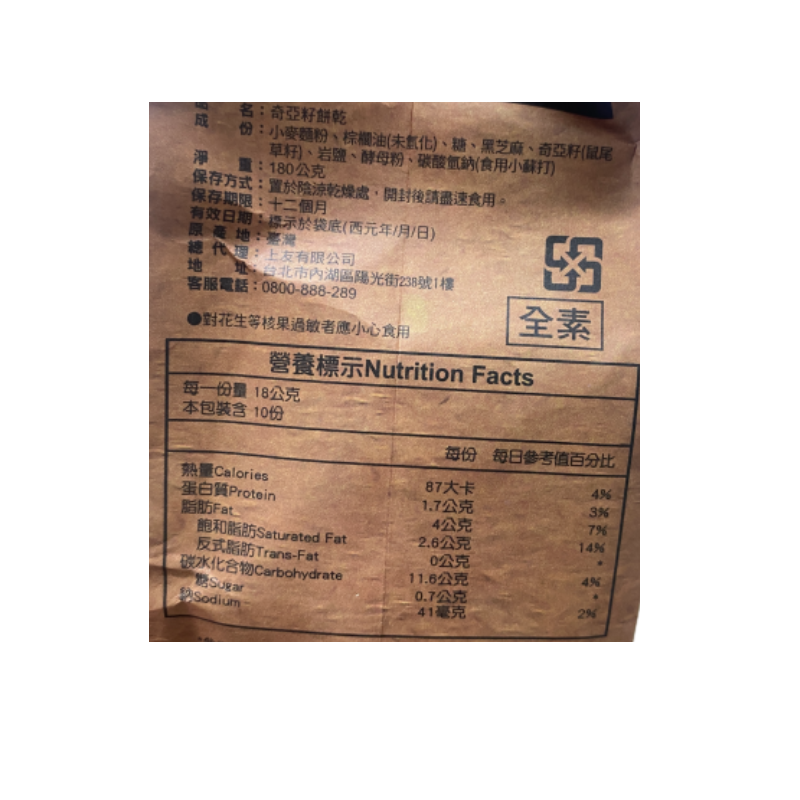 品 名：奇亞籽餅乾
成 份：小麥麵粉、棕櫚油(未氫化)、糖、黑芝麻、奇亞籽(鼠尾
草籽)、岩鹽、酵母粉、碳酸氫鈉(食用小蘇打)
淨 重：180公克
保存方式：置於陰涼乾燥處，開封後請盡速食用。
保存期限：十二個月
有效日期：標示於袋底(西元年/月/日)
原 產 地：臺灣
總 代 理：上友有限公司
地 址：台北市內湖區陽光街238號1樓
客服電話：0800-888-289
●對花生等核果過敏者應小心食用
全素
營養標示Nutrition Facts
每一份量 18公克
本包裝含 10份
每份 每日參考值百分比
熱量Calories 87大卡 4%
蛋白質Protein 1.7公克 3%
脂肪Fat 4公克 7%
飽和脂肪Saturated Fat 2.6公克 14%
反式脂肪Trans-Fat 0公克 *
碳水化合物Carbohydrate 11.6公克 4%
糖Sugar 0.7公克 *
鈉Sodium 41毫克 2%